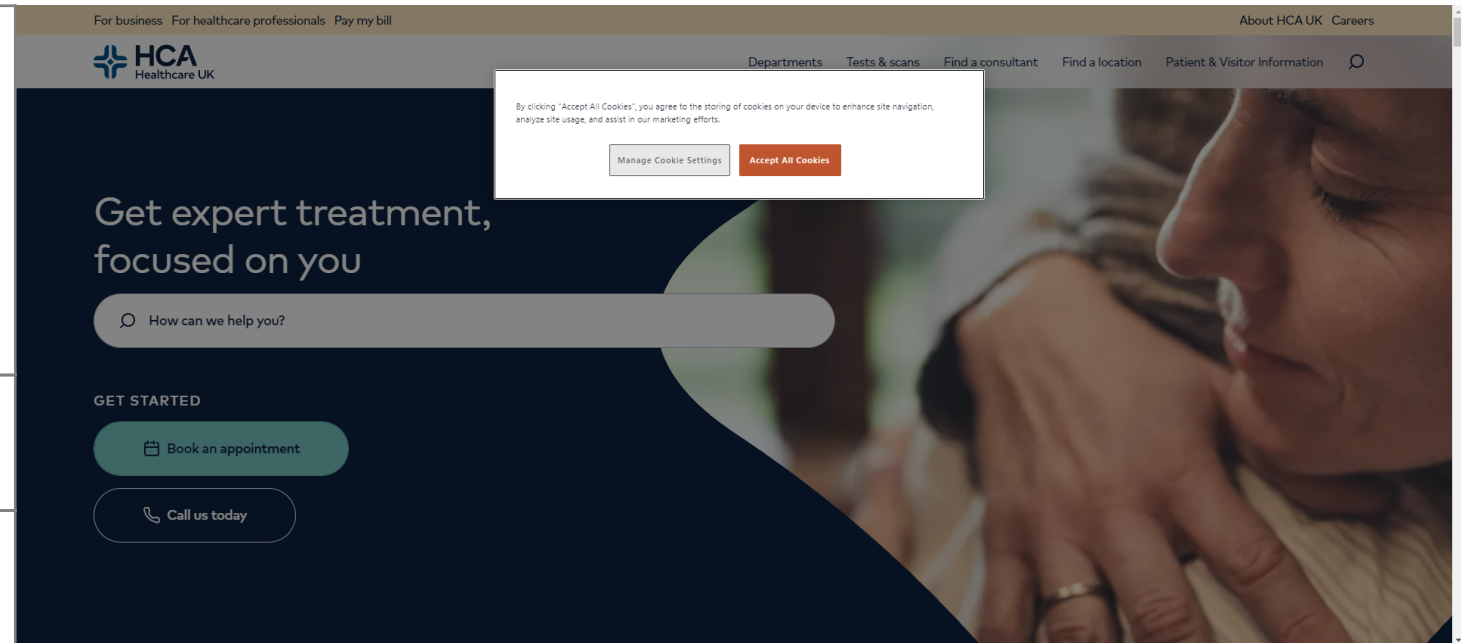 For business For healthcare professionals Pay my bill About HCA UK Careers
HCA
Healthcare UK
Departments Tests & scans Find a consultant Find a location Patient & Visitor Information
By clicking "Accept All Cookies", you agree to the storing of cookies on your device to enhance site navigation,
analyze site usage, and assist in our marketing efforts.
Manage Cookie Settings Accept All Cookies
Get expert treatment,
focused on you
How can we help you?
GET STARTED
Book an appointment
Call us today